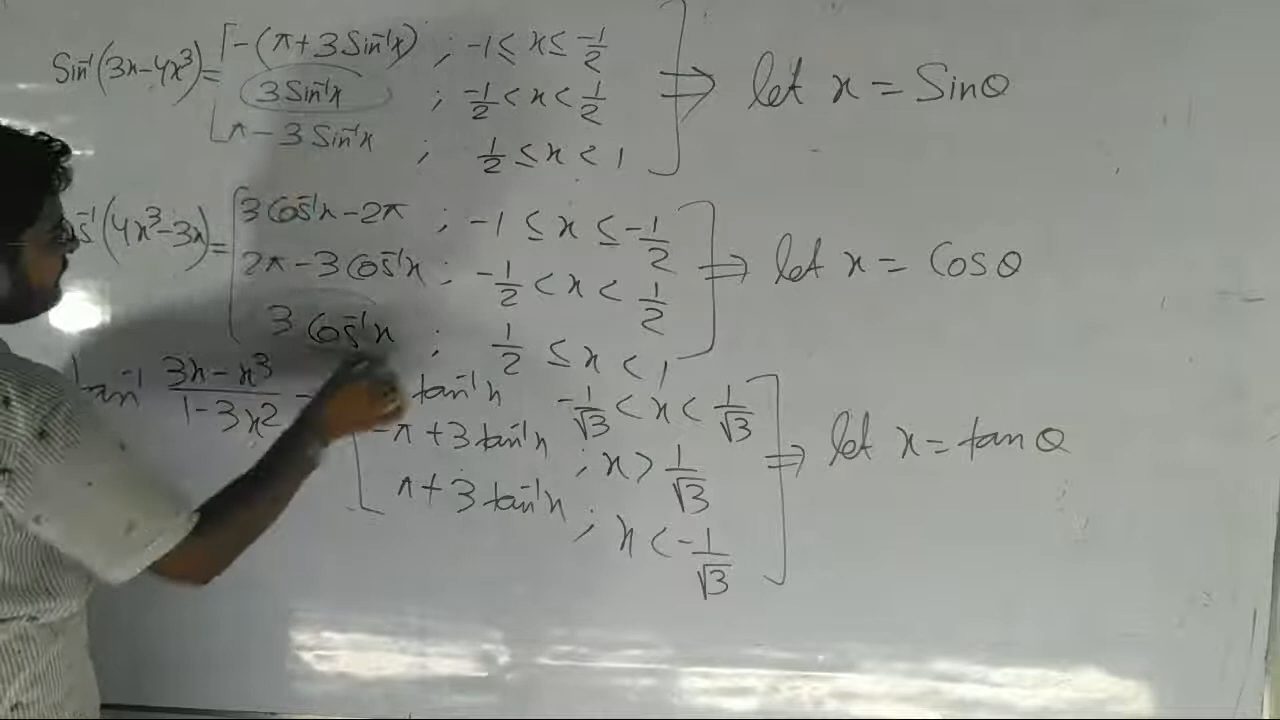 Sin⁻¹(3x-4x³)= -(π+3Sin⁻¹x) ; -1≤x≤-1/2
3Sin⁻¹x ; -1/2<x<1/2 ⇒ let x = Sinθ
π-3Sin⁻¹x ; 1/2≤x<1
os⁻¹(4x³-3x)= 3Cos⁻¹x-2π ; -1≤x≤-1/2
2π-3Cos⁻¹x ; -1/2<x<1/2 ⇒ let x = Cosθ
3Cos⁻¹x ; 1/2≤x<1
tan⁻¹ (3x-x³)/(1-3x²) = tan⁻¹x -1/√3<x<1/√3
-π+3tan⁻¹x ; x>1/√3 ⇒ let x=tanθ
π+3tan⁻¹x ; x<-1/√3